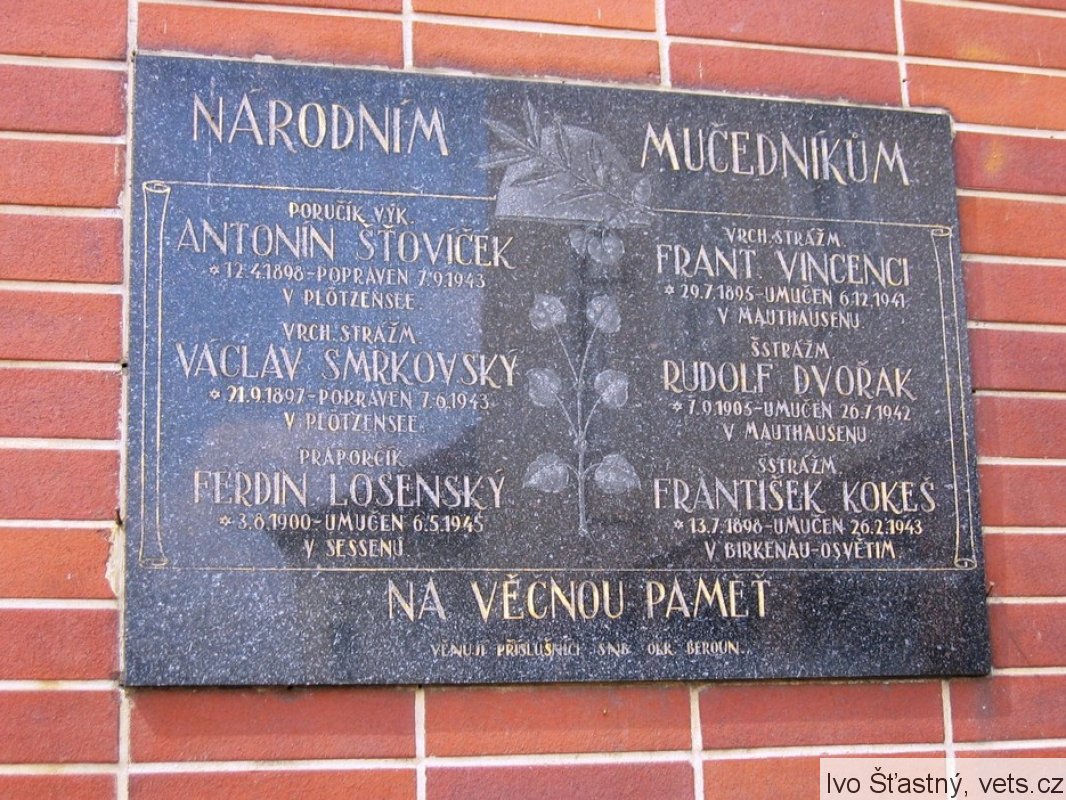 NÁRODNÍM MUČEDNÍKŮM
PORUČÍK VÝK.
ANTONÍN ŠŤOVÍČEK
* 12.4.1898-POPRAVEN 7.9.1943
V PLÖTZENSEE.
VRCH.STRÁŽM.
VÁCLAV SMRKOVSKÝ
* 21.9.1897-POPRAVEN 7.6.1943
V PLÖTZENSEE.
PRAPORČÍK
FERDIN. LOSENSKÝ
* 3.8.1900-UMUČEN 6.5.1945
V SESSENU.
VRCH.STRÁŽM.
FRANT. VINCENCI
* 29.7.1895-UMUČEN 6.12.1941
V MAUTHAUSENU
ŠSTRÁŽM.
RUDOLF DVOŘAK
* 7.9.1905-UMUČEN 26.7.1942
V MAUTHAUSENU.
ŠSTRÁŽM.
FRANTIŠEK KOKEŠ
* 13.7.1898-UMUČEN 26.2.1943
V BIRKENAU-OSVĚTIM.
NA VĚČNOU PAMĚŤ
VĚNUJÍ PŘÍSLUŠNÍCI SNB. OKR. BEROUN.
Ivo Šťastný, vets.cz